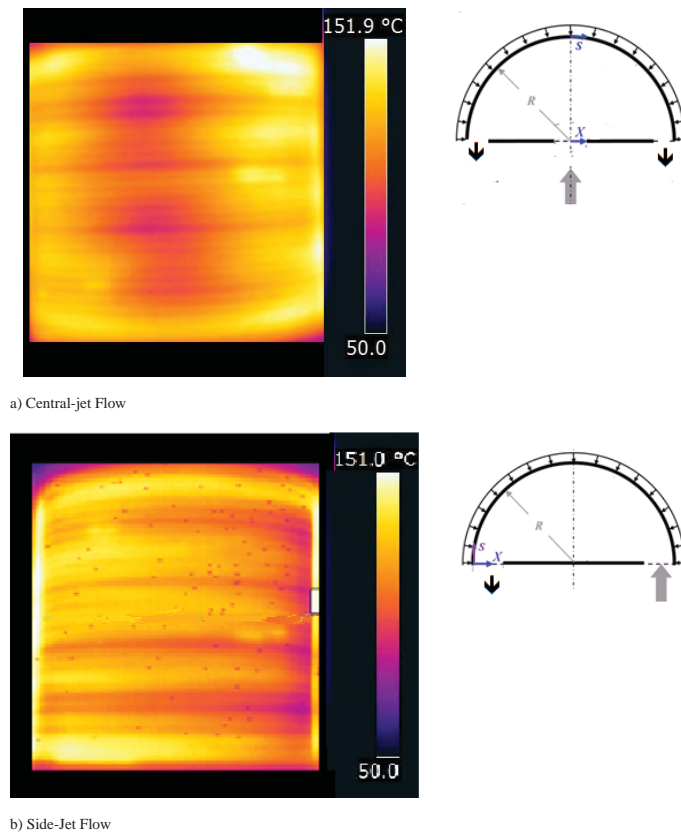 151.9 °C
50.0
S
R
X
a) Central-jet Flow
151.0 °C
50.0
S
X
R
b) Side-Jet Flow